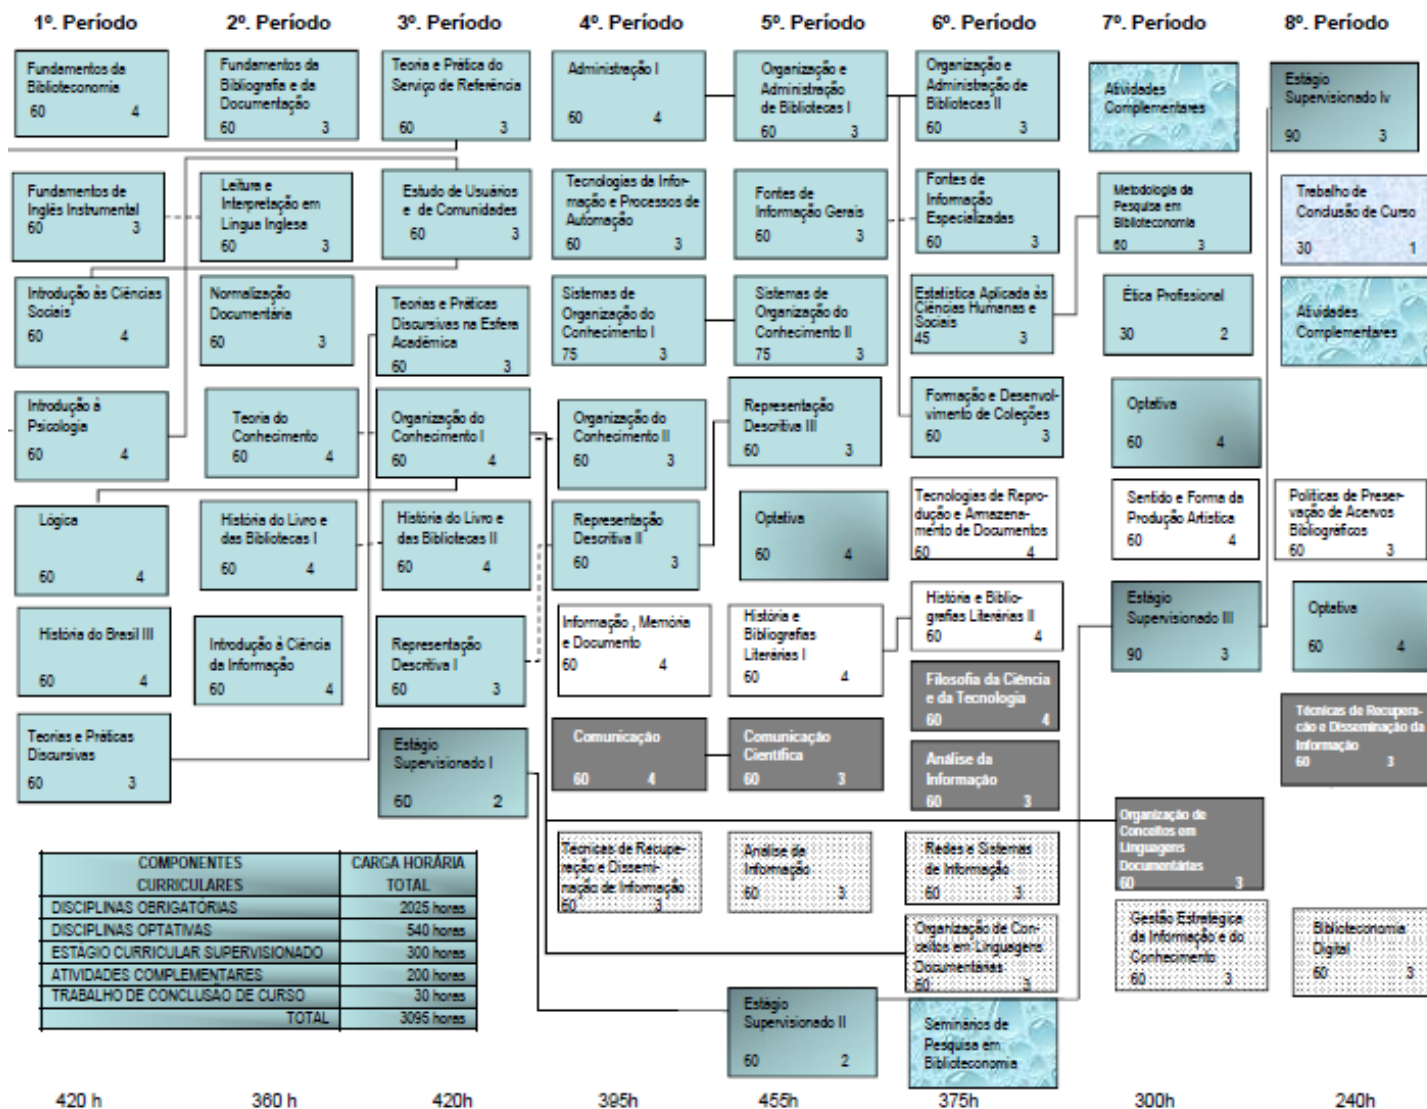 1º. Período
2º. Período
3º. Período
4º. Período
5º. Período
6º. Período
7º. Período
8º. Período
Fundamentos da
Biblioteconomia
60 4
Fundamentos da
Bibliografia e da
Documentação
60 3
Teoria e Prática do
Serviço de Referência
60 3
Administração I
60 4
Organização e
Administração
de Bibliotecas I
60 3
Organização e
Administração de
Bibliotecas II
60 3
Atividades
Complementares
Estágio
Supervisionado Iv
90 3
Fundamentos de
Inglês Instrumental
60 3
Leitura e
Interpretação em
Lingua Inglesa
60 3
Estudo de Usuários
e de Comunidades
60 3
Tecnologias da Infor-
mação e Processos de
Automação
60 3
Fontes de
Informação Gerais
60 3
Fontes de
Informação
Especializadas
60 3
Metodologia da
Pesquisa em
Biblioteconomia
60 3
Trabalho de
Conclusão de Curso
30 1
Introdução às Ciências
Sociais
60 4
Normalização
Documentária
60 3
Teorias e Práticas
Discursivas na Esfera
Acadêmica
60 3
Sistemas de
Organização do
Conhecimento I
75 3
Sistemas de
Organização do
Conhecimento II
75 3
Estatística Aplicada às
Ciências Humanas e
Sociais
45 3
Ética Profissional
30 2
Atividades
Complementares
Introdução à
Psicologia
60 4
Teoria do
Conhecimento
60 4
Organização do
Conhecimento I
60 4
Organização do
Conhecimento II
60 3
Representação
Descritiva III
60 3
Formação e Desenvol-
vimento de Coleções
60 3
Optativa
60 4
Lógica
60 4
História do Livro e
das Bibliotecas I
60 4
História do Livro e
das Bibliotecas II
60 4
Representação
Descritiva II
60 3
Optativa
60 4
Tecnologias de Repro-
dução e Armazena-
mento de Documentos
60 4
Sentido e Forma da
Produção Artística
60 4
Políticas de Preser-
vação de Acervos
Bibliográficos
60 3
História do Brasil III
60 4
Introdução à Ciência
da Informação
60 4
Representação
Descritiva I
60 3
Informação , Memória
e Documento
60 4
História e
Bibliografias
Literárias I
60 4
História e Biblio-
grafias Literárias II
60 4
Estágio
Supervisionado III
90 3
Optativa
60 4
Filosofia da Ciência
e da Tecnologia
60 4
Teorias e Práticas
Discursivas
60 3
Estágio
Supervisionado I
60 2
Comunicação
60 4
Comunicação
Científica
60 3
Análise da
Informação
60 3
Técnicas de Recupera-
cão e Disseminação da
Informação
60 3
Organização de
Conceitos em
Linguagens
Documentárias
60 3
Técnicas de Recupe-
ração e Dissemi-
nação de Informação
60 3
Análise da
Informação
60 3
Redes e Sistemas
de Informação
60 3
Organização de Con-
ceitos em Linguagens
Documentárias
60 3
Gestão Estratégica
da Informação e do
Conhecimento
60 3
Biblioteconomia
Digital
60 3
Estágio
Supervisionado II
60 2
Seminários de
Pesquisa em
Biblioteconomia
COMPONENTES CARGA HORÁRIA
CURRICULARES TOTAL
DISCIPLINAS OBRIGATÓRIAS 2025 horas
DISCIPLINAS OPTATIVAS 540 horas
ESTÁGIO CURRICULAR SUPERVISIONADO 300 horas
ATIVIDADES COMPLEMENTARES 200 horas
TRABALHO DE CONCLUSÃO DE CURSO 30 horas
TOTAL 3095 horas
420 h
360 h
420h
395h
455h
375h
300h
240h